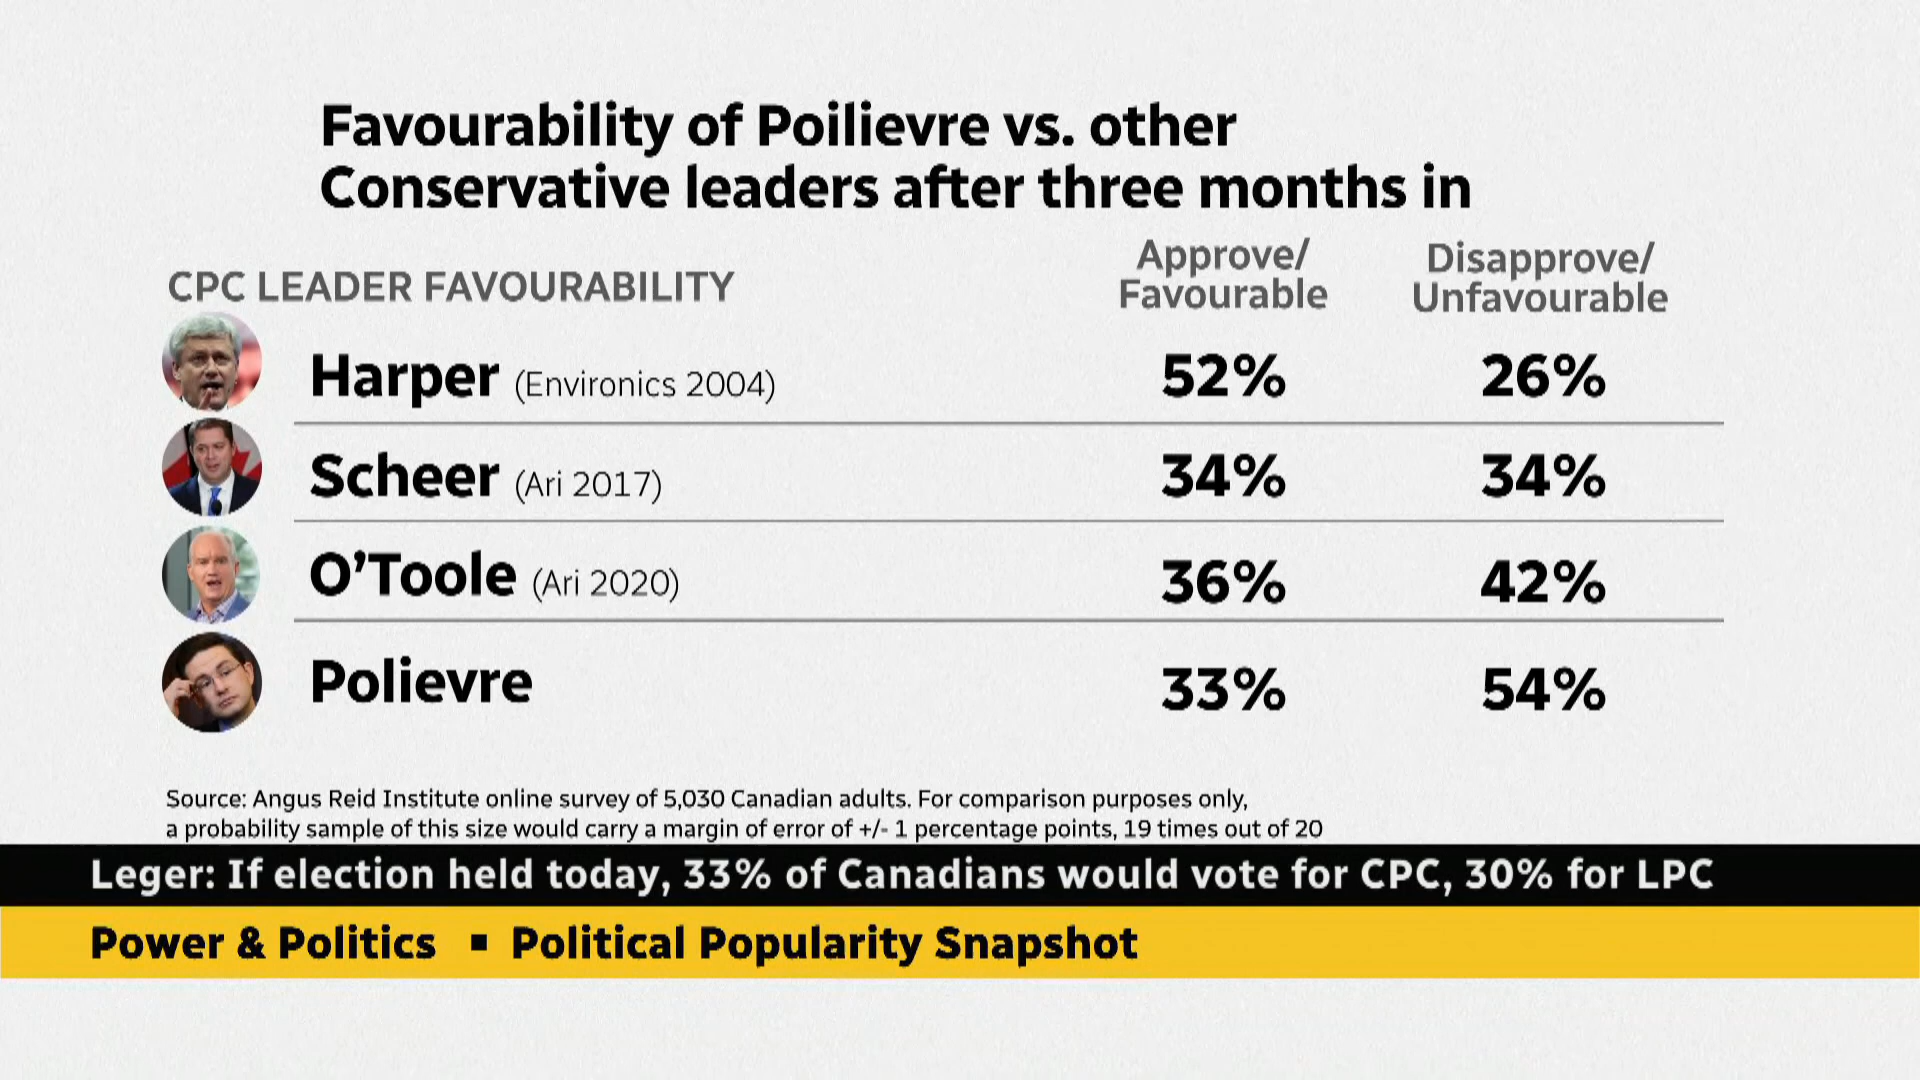 Favourability of Poilievre vs. other
Conservative leaders after three months in
CPC LEADER FAVOURABILITY
Approve/
Favourable
Disapprove/
Unfavourable
Harper (Environics 2004) 52% 26%
Scheer (Ari 2017) 34% 34%
O'Toole (Ari 2020) 36% 42%
Polievre 33% 54%
Source: Angus Reid Institute online survey of 5,030 Canadian adults. For comparison purposes only,
a probability sample of this size would carry a margin of error of +/- 1 percentage points, 19 times out of 20
Leger: If election held today, 33% of Canadians would vote for CPC, 30% for LPC
Power & Politics ▪ Political Popularity Snapshot